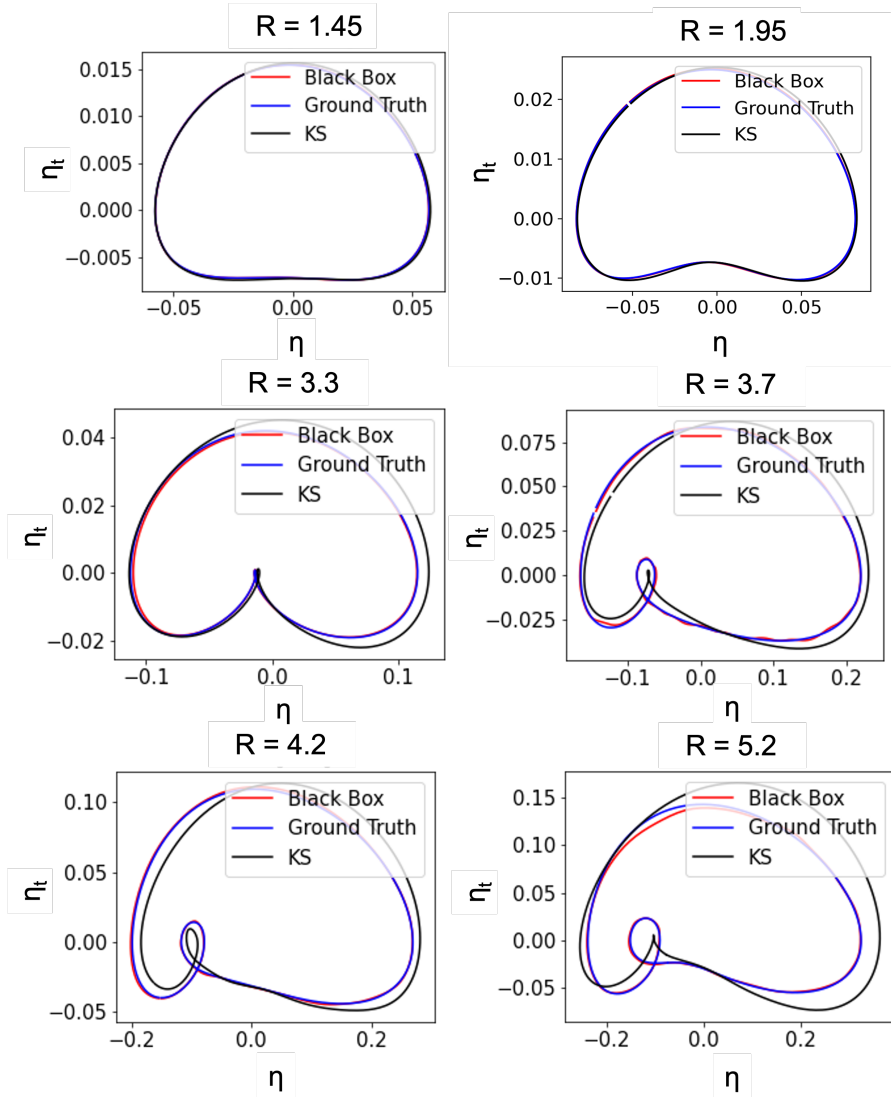 R = 1.45
0.015
0.010
0.005
0.000
−0.005
ηt
Black Box
Ground Truth
KS
−0.05
0.00
0.05
η
R = 1.95
0.02
0.01
0.00
−0.01
ηt
Black Box
Ground Truth
KS
−0.05
0.00
0.05
η
R = 3.3
0.04
0.02
0.00
−0.02
ηt
Black Box
Ground Truth
KS
−0.1
0.0
0.1
η
R = 3.7
0.075
0.050
0.025
0.000
−0.025
ηt
Black Box
Ground Truth
KS
−0.1
0.0
0.1
0.2
η
R = 4.2
0.10
0.05
0.00
−0.05
ηt
Black Box
Ground Truth
KS
−0.2
0.0
0.2
η
R = 5.2
0.15
0.10
0.05
0.00
−0.05
ηt
Black Box
Ground Truth
KS
−0.2
0.0
0.2
η